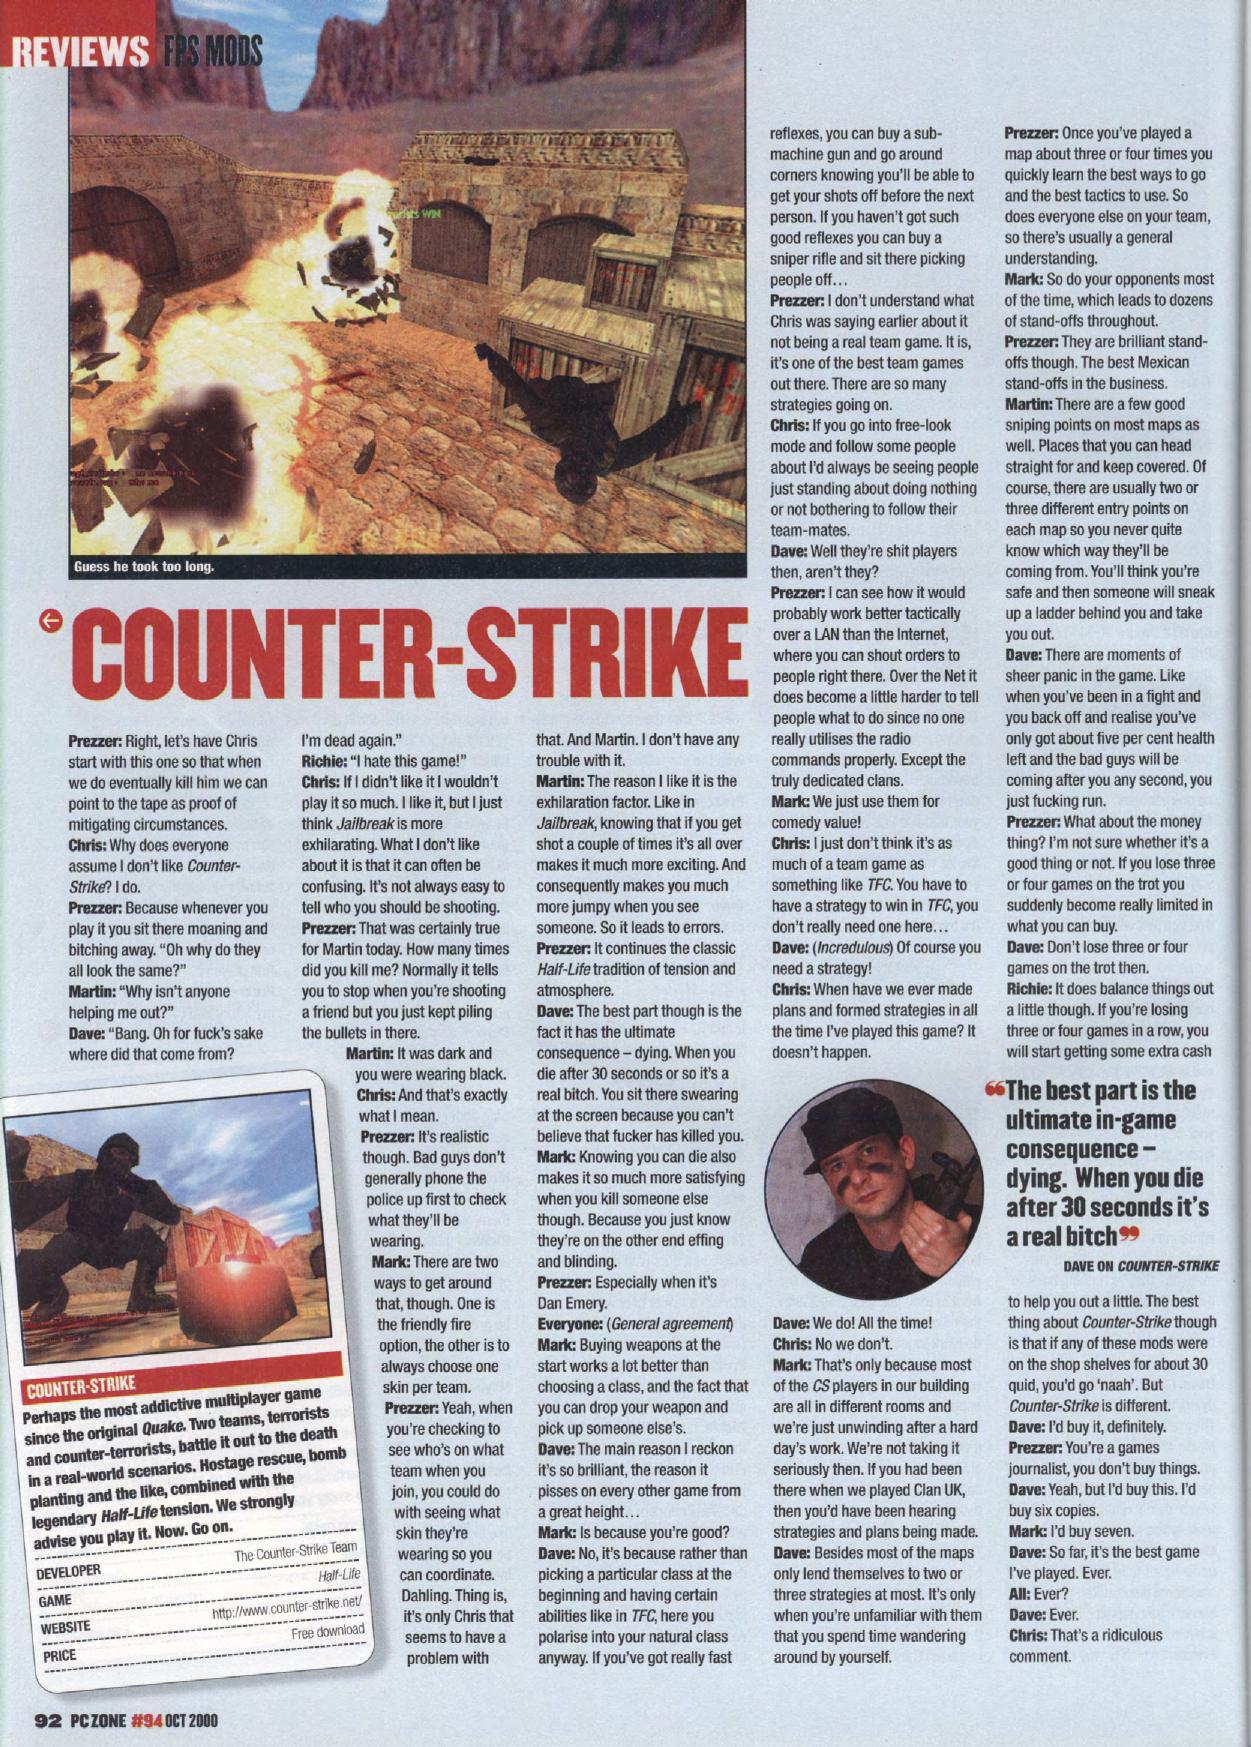 REVIEWS FPS MODS
Guess he took too long.
COUNTER-STRIKE
Prezzer: Right, let's have Chris
start with this one so that when
we do eventually kill him we can
point to the tape as proof of
mitigating circumstances.
Chris: Why does everyone
assume I don't like Counter-
Strike? I do.
Prezzer: Because whenever you
play it you sit there moaning and
bitching away. “Oh why do they
all look the same?”
Martin: “Why isn't anyone
helping me out?”
Dave: “Bang. Oh for fuck's sake
where did that come from?
I'm dead again.”
Richie: “I hate this game!”
Chris: If I didn't like it I wouldn't
play it so much. I like it, but I just
think Jailbreak is more
exhilarating. What I don't like
about it is that it can often be
confusing. It's not always easy to
tell who you should be shooting.
Prezzer: That was certainly true
for Martin today. How many times
did you kill me? Normally it tells
you to stop when you're shooting
a friend but you just kept piling
the bullets in there.
Martin: It was dark and
you were wearing black.
Chris: And that's exactly
what I mean.
Prezzer: It's realistic
though. Bad guys don't
generally phone the
police up first to check
what they'll be
wearing.
Mark: There are two
ways to get around
that, though. One is
the friendly fire
option, the other is to
always choose one
skin per team.
Prezzer: Yeah, when
you're checking to
see who's on what
team when you
join, you could do
with seeing what
skin they're
wearing so you
can coordinate.
Dahling. Thing is,
it's only Chris that
seems to have a
problem with
that. And Martin. I don't have any
trouble with it.
Martin: The reason I like it is the
exhilaration factor. Like in
Jailbreak, knowing that if you get
shot a couple of times it's all over
makes it much more exciting. And
consequently makes you much
more jumpy when you see
someone. So it leads to errors.
Prezzer: It continues the classic
Half-Life tradition of tension and
atmosphere.
Dave: The best part though is the
fact it has the ultimate
consequence – dying. When you
die after 30 seconds or so it's a
real bitch. You sit there swearing
at the screen because you can't
believe that fucker has killed you.
Mark: Knowing you can die also
makes it so much more satisfying
when you kill someone else
though. Because you just know
they're on the other end effing
and blinding.
Prezzer: Especially when it's
Dan Emery.
Everyone: (General agreement)
Mark: Buying weapons at the
start works a lot better than
choosing a class, and the fact that
you can drop your weapon and
pick up someone else's.
Dave: The main reason I reckon
it's so brilliant, the reason it
pisses on every other game from
a great height...
Mark: Is because you're good?
Dave: No, it's because rather than
picking a particular class at the
beginning and having certain
abilities like in TFC, here you
polarise into your natural class
anyway. If you've got really fast
reflexes, you can buy a sub-
machine gun and go around
corners knowing you'll be able to
get your shots off before the next
person. If you haven't got such
good reflexes you can buy a
sniper rifle and sit there picking
people off...
Prezzer: I don't understand what
Chris was saying earlier about it
not being a real team game. It is,
it's one of the best team games
out there. There are so many
strategies going on.
Chris: If you go into free-look
mode and follow some people
about I'd always be seeing people
just standing about doing nothing
or not bothering to follow their
team-mates.
Dave: Well they're shit players
then, aren't they?
Prezzer: I can see how it would
probably work better tactically
over a LAN than the Internet,
where you can shout orders to
people right there. Over the Net it
does become a little harder to tell
people what to do since no one
really utilises the radio
commands properly. Except the
truly dedicated clans.
Mark: We just use them for
comedy value!
Chris: I just don't think it's as
much of a team game as
something like TFC. You have to
have a strategy to win in TFC, you
don't really need one here...
Dave: (Incredulous) Of course you
need a strategy!
Chris: When have we ever made
plans and formed strategies in all
the time I've played this game? It
doesn't happen.
Dave: We do! All the time!
Chris: No we don't.
Mark: That's only because most
of the CS players in our building
are all in different rooms and
we're just unwinding after a hard
day's work. We're not taking it
seriously then. If you had been
there when we played Clan UK,
then you'd have been hearing
strategies and plans being made.
Dave: Besides most of the maps
only lend themselves to two or
three strategies at most. It's only
when you're unfamiliar with them
that you spend time wandering
around by yourself.
Prezzer: Once you've played a
map about three or four times you
quickly learn the best ways to go
and the best tactics to use. So
does everyone else on your team,
so there's usually a general
understanding.
Mark: So do your opponents most
of the time, which leads to dozens
of stand-offs throughout.
Prezzer: They are brilliant stand-
offs though. The best Mexican
stand-offs in the business.
Martin: There are a few good
sniping points on most maps as
well. Places that you can head
straight for and keep covered. Of
course, there are usually two or
three different entry points on
each map so you never quite
know which way they'll be
coming from. You'll think you're
safe and then someone will sneak
up a ladder behind you and take
you out.
Dave: There are moments of
sheer panic in the game. Like
when you've been in a fight and
you back off and realise you've
only got about five per cent health
left and the bad guys will be
coming after you any second, you
just fucking run.
Prezzer: What about the money
thing? I'm not sure whether it's a
good thing or not. If you lose three
or four games on the trot you
suddenly become really limited in
what you can buy.
Dave: Don't lose three or four
games on the trot then.
Richie: It does balance things out
a little though. If you're losing
three or four games in a row, you
will start getting some extra cash
“The best part is the
ultimate in-game
consequence –
dying. When you die
after 30 seconds it's
a real bitch”
DAVE ON COUNTER-STRIKE
to help you out a little. The best
thing about Counter-Strike though
is that if any of these mods were
on the shop shelves for about 30
quid, you'd go ‘naah’. But
Counter-Strike is different.
Dave: I'd buy it, definitely.
Prezzer: You're a games
journalist, you don't buy things.
Dave: Yeah, but I'd buy this. I'd
buy six copies.
Mark: I'd buy seven.
Dave: So far, it's the best game
I've played. Ever.
All: Ever?
Dave: Ever.
Chris: That's a ridiculous
comment.
COUNTER-STRIKE
Perhaps the most addictive multiplayer game
since the original Quake. Two teams, terrorists
and counter-terrorists, battle it out to the death
in a real-world scenarios. Hostage rescue, bomb
planting and the like, combined with the
legendary Half-Life tension. We strongly
advise you play it. Now. Go on.
DEVELOPER The Counter-Strike Team
GAME Half-Life
WEBSITE http://www.counter-strike.net/
PRICE Free download
92 PC ZONE #94 OCT 2000